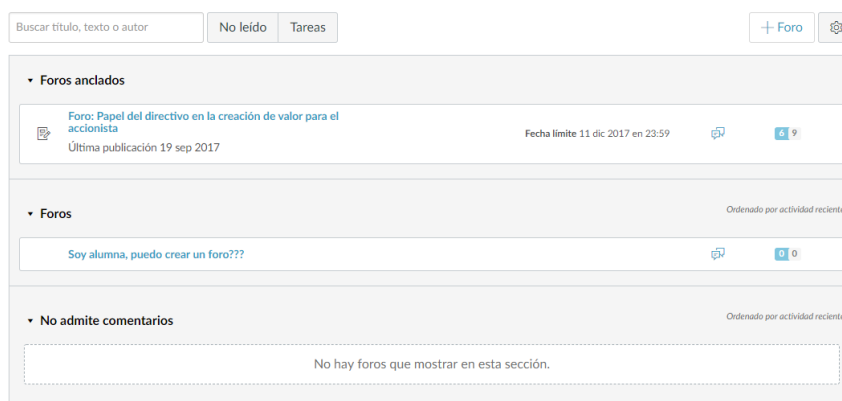 Buscar título, texto o autor No leído Tareas + Foro
Foros anclados
Foro: Papel del directivo en la creación de valor para el
accionista
Última publicación 19 sep 2017
Fecha límite 11 dic 2017 en 23:59
6 9
Foros
Ordenado por actividad reciente
Soy alumna, puedo crear un foro???
0 0
No admite comentarios
Ordenado por actividad reciente
No hay foros que mostrar en esta sección.